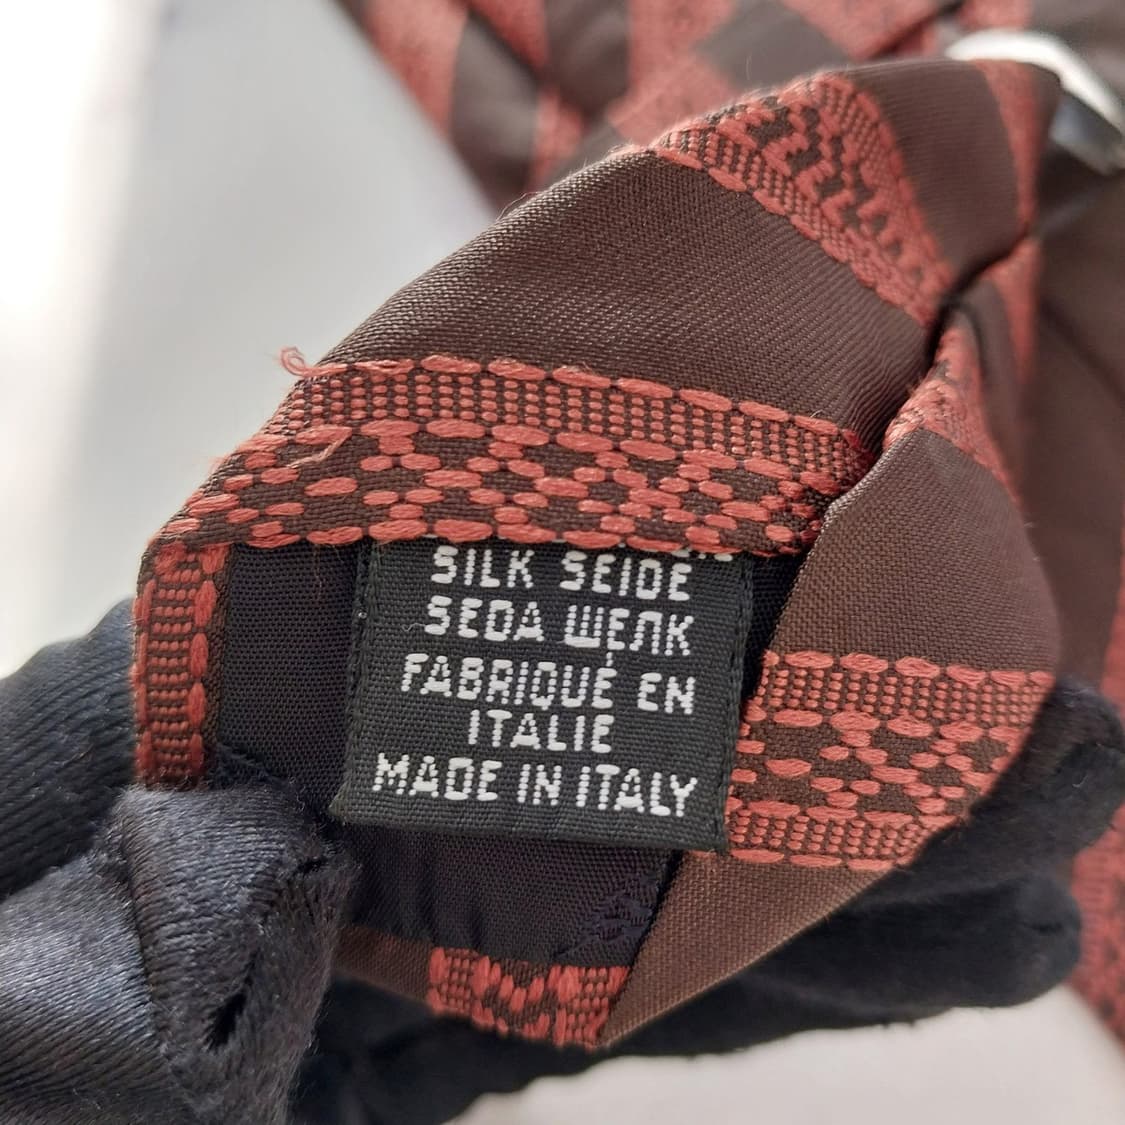 SILK SEIDE
SEDA ШЕЛК
FABRIQUÉ EN
ITALIE
MADE IN ITALY